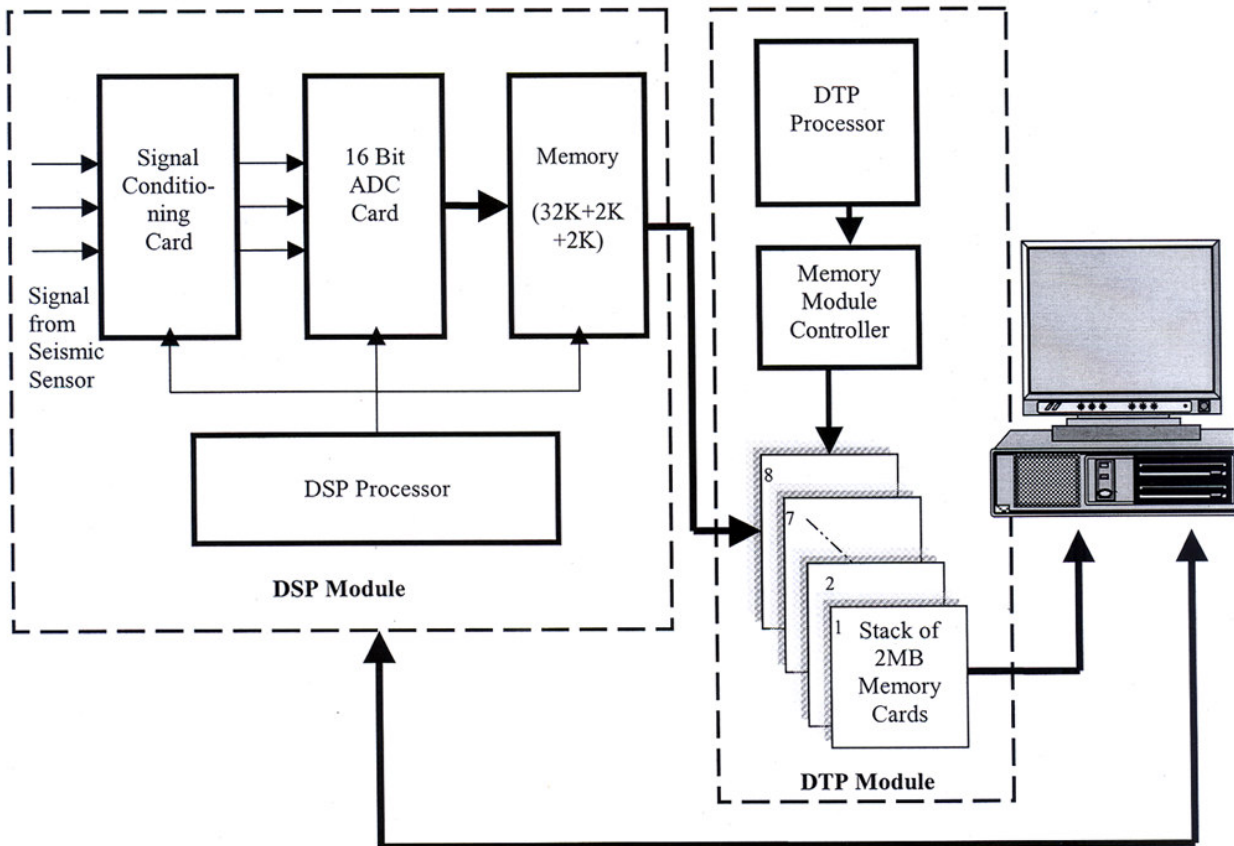 Signal
Conditio-
ning
Card
16 Bit
ADC
Card
Memory
(32K+2K
+2K)
Signal
from
Seismic
Sensor
DSP Processor
DSP Module
DTP
Processor
Memory
Module
Controller
8
7
2
1
Stack of
2MB
Memory
Cards
DTP Module